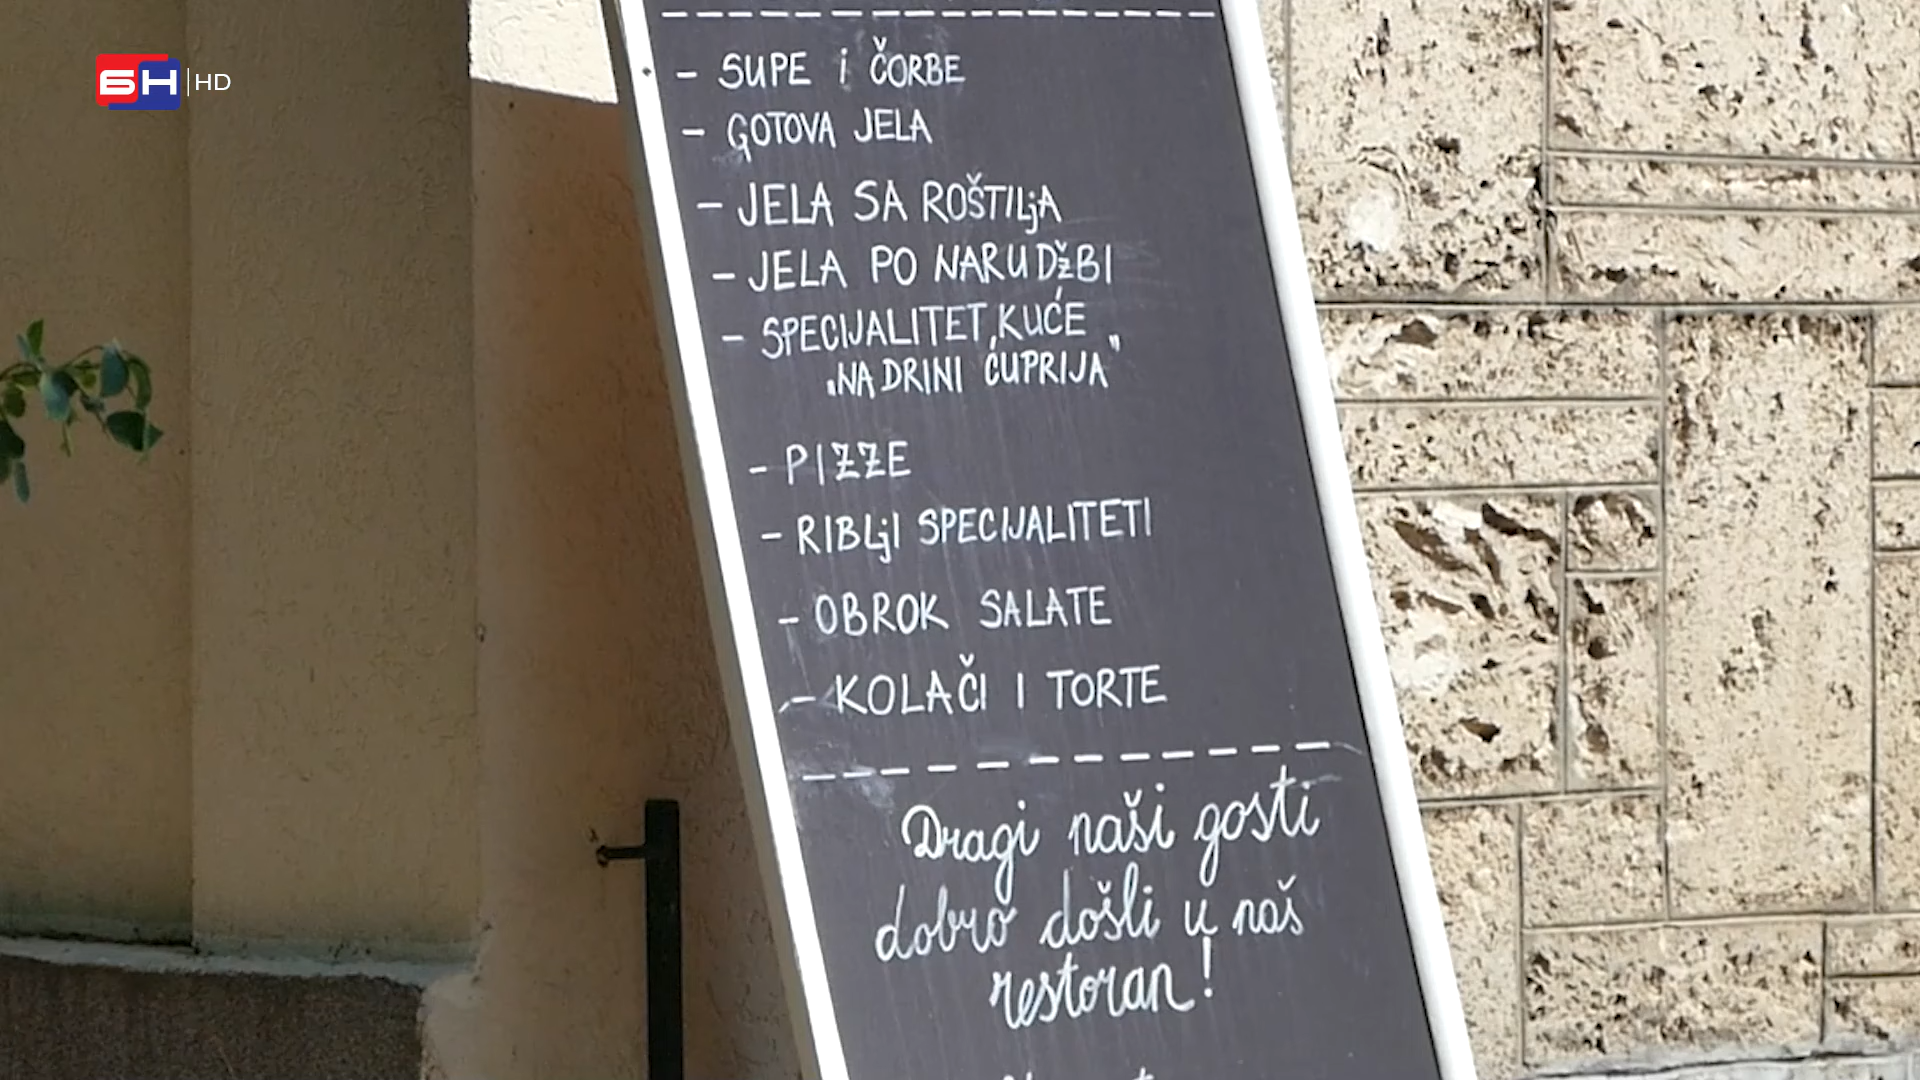 БН HD
- SUPE i ČORBE
- GOTOVA JELA
- JELA SA ROŠTILjA
- JELA PO NARUDŽBI
- SPECIJALITET KUĆE
„NA DRINI ĆUPRIJA"
- PIZZE
- RIBLjI SPECIJALITETI
- OBROK SALATE
- KOLAČI I TORTE
Dragi naši gosti
dobro došli u naš
restoran!